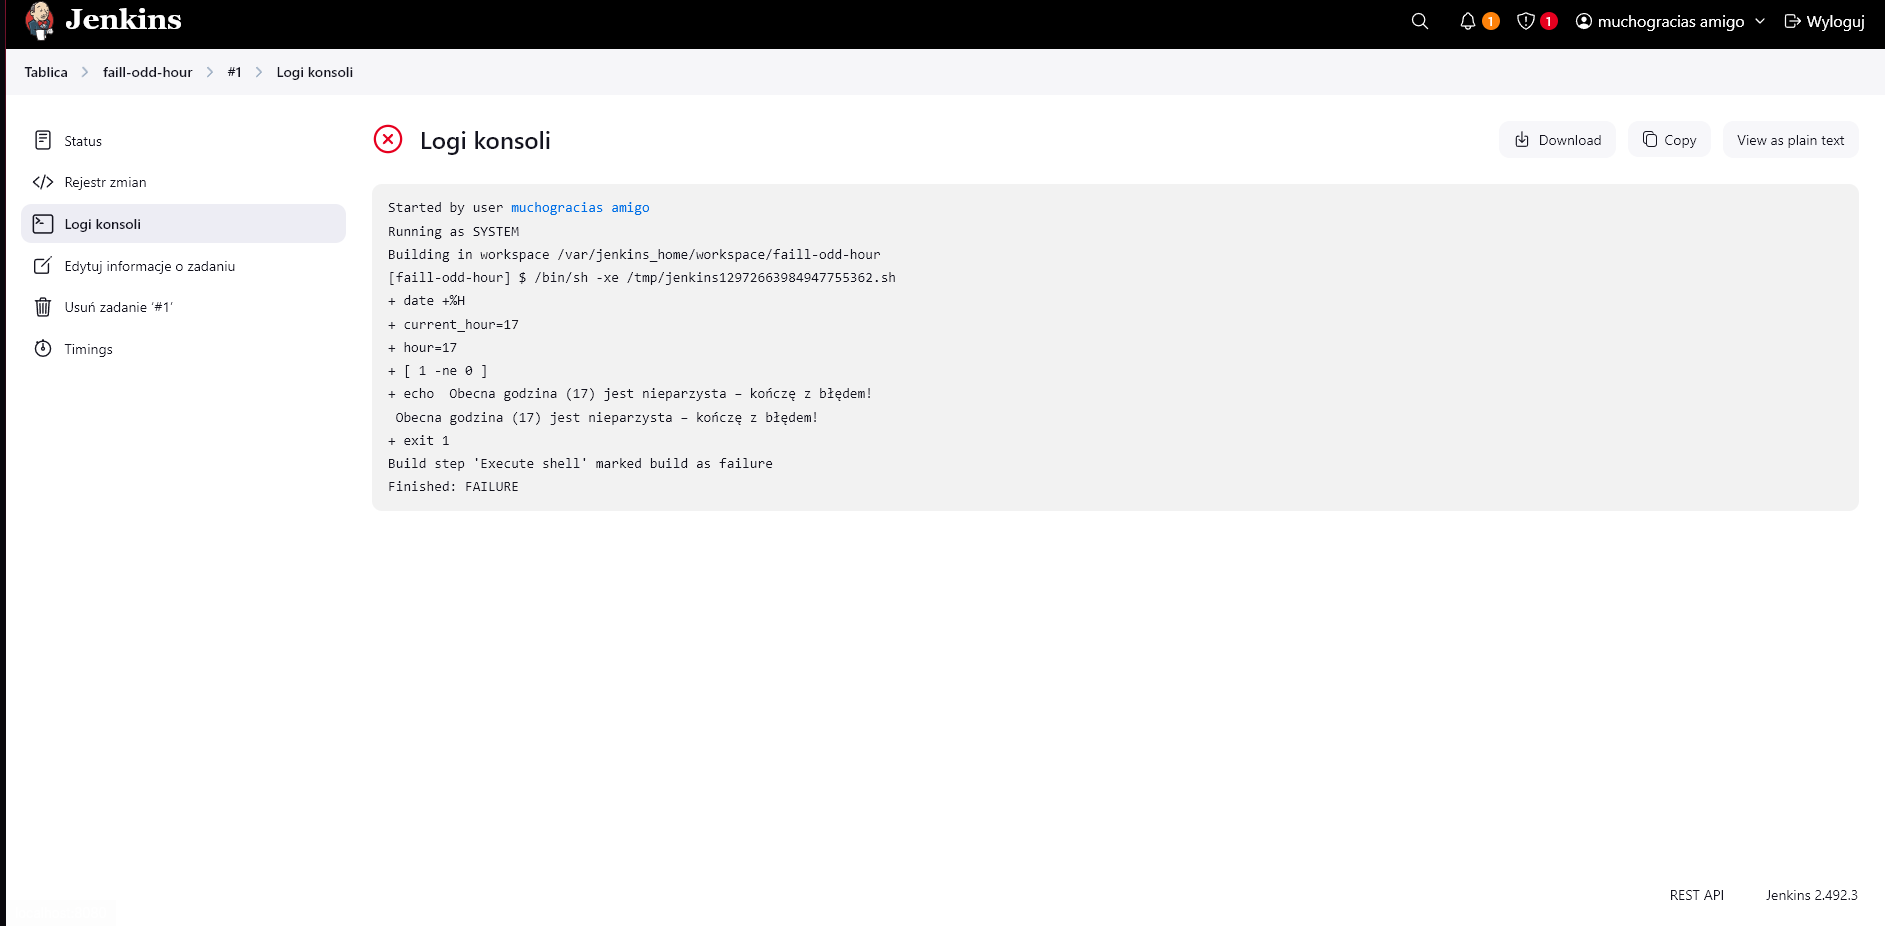 Jenkins
1
1
muchogracias amigo
Wyloguj
Tablica
faill-odd-hour
#1
Logi konsoli
Status
Rejestr zmian
Logi konsoli
Edytuj informacje o zadaniu
Usuń zadanie ‘#1’
Timings
Logi konsoli
Download
Copy
View as plain text
Started by user muchogracias amigo
Running as SYSTEM
Building in workspace /var/jenkins_home/workspace/faill-odd-hour
[faill-odd-hour] $ /bin/sh -xe /tmp/jenkins12972663984947755362.sh
+ date +%H
+ current_hour=17
+ hour=17
+ [ 1 -ne 0 ]
+ echo  Obecna godzina (17) jest nieparzysta – kończę z błędem!
 Obecna godzina (17) jest nieparzysta – kończę z błędem!
+ exit 1
Build step 'Execute shell' marked build as failure
Finished: FAILURE
REST API
Jenkins 2.492.3